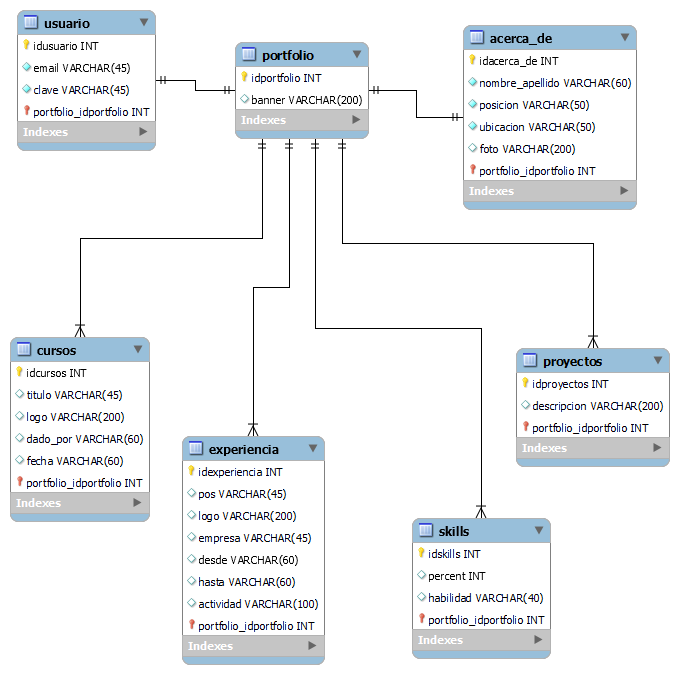 usuario
idusuario INT
email VARCHAR(45)
clave VARCHAR(45)
portfolio_idportfolio INT
Indexes
portfolio
idportfolio INT
banner VARCHAR(200)
Indexes
acerca_de
idacerca_de INT
nombre_apellido VARCHAR(60)
posicion VARCHAR(50)
ubicacion VARCHAR(50)
foto VARCHAR(200)
portfolio_idportfolio INT
Indexes
cursos
idcursos INT
titulo VARCHAR(45)
logo VARCHAR(200)
dado_por VARCHAR(60)
fecha VARCHAR(60)
portfolio_idportfolio INT
Indexes
experiencia
idexperiencia INT
pos VARCHAR(45)
logo VARCHAR(200)
empresa VARCHAR(45)
desde VARCHAR(60)
hasta VARCHAR(60)
actividad VARCHAR(100)
portfolio_idportfolio INT
Indexes
skills
idskills INT
percent INT
habilidad VARCHAR(40)
portfolio_idportfolio INT
Indexes
proyectos
idproyectos INT
descripcion VARCHAR(200)
portfolio_idportfolio INT
Indexes